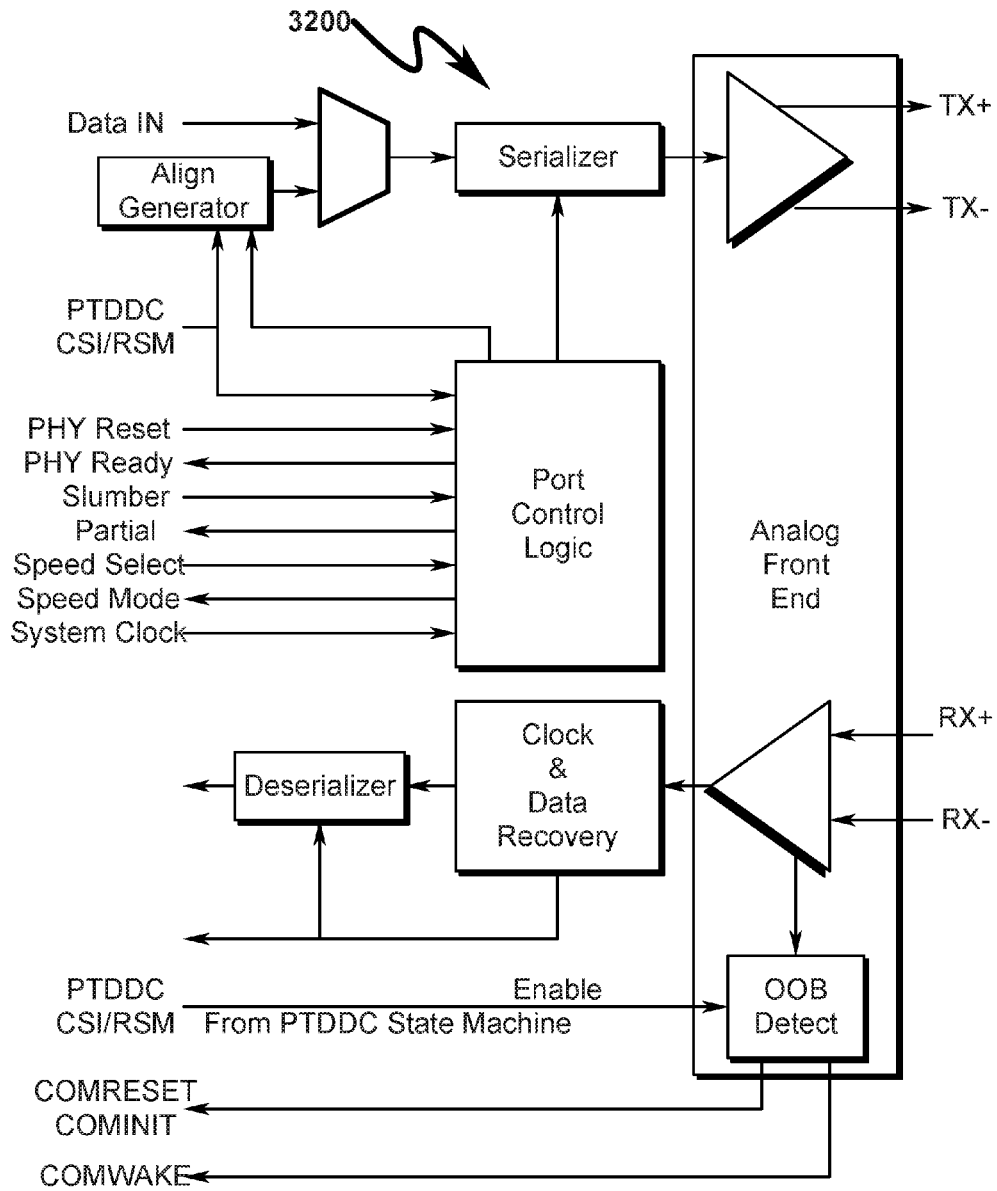 3200
Data IN
Align
Generator
Serializer
TX+
TX-
PTDDC
CSI/RSM
PHY Reset
PHY Ready
Slumber
Partial
Speed Select
Speed Mode
System Clock
Port
Control
Logic
Analog
Front
End
Deserializer
Clock
&
Data
Recovery
RX+
RX-
PTDDC
CSI/RSM
Enable
From PTDDC State Machine
OOB
Detect
COMRESET
COMINIT
COMWAKE